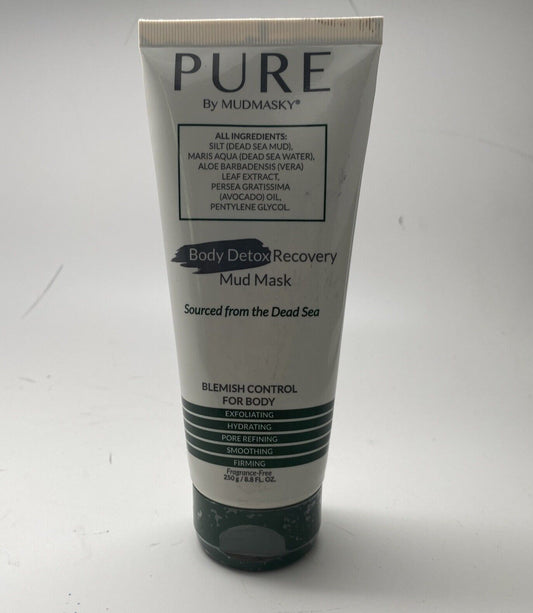 PURE
By MUDMASKY®
ALL INGREDIENTS:
SILT (DEAD SEA MUD),
MARIS AQUA (DEAD SEA WATER),
ALOE BARBADENSIS (VERA)
LEAF EXTRACT,
PERSEA GRATISSIMA
(AVOCADO) OIL,
PENTYLENE GLYCOL.
Body Detox Recovery
Mud Mask
Sourced from the Dead Sea
BLEMISH CONTROL
FOR BODY
EXFOLIATING
HYDRATING
PORE REFINING
SMOOTHING
FIRMING
Fragrance-Free
250 g / 8.8 FL. OZ.